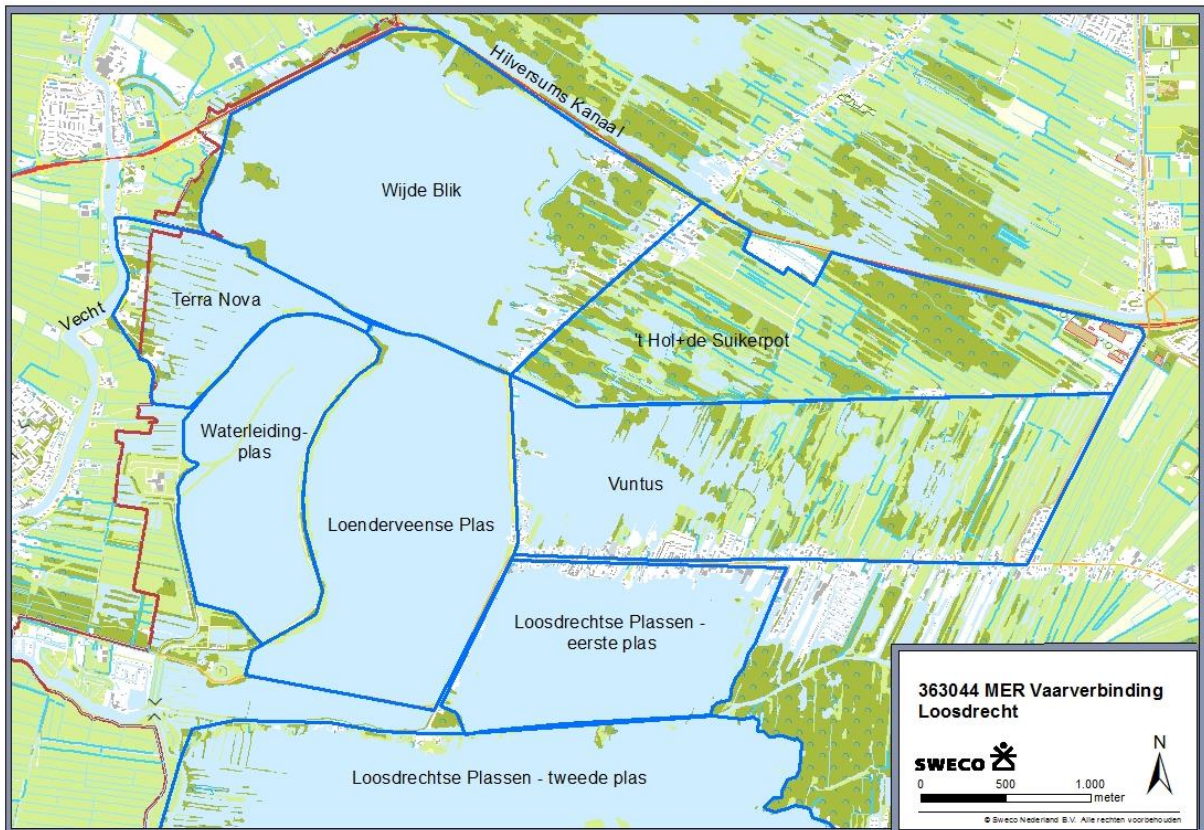 Hilversums Kanaal
Wijde Blik
Terra Nova
Vecht
't Hol+de Suikerpot
Waterleiding-
plas
Vuntus
Loenderveense Plas
Loosdrechtse Plassen -
eerste plas
Loosdrechtse Plassen - tweede plas
363044 MER Vaarverbinding
Loosdrecht
N
SWECO
0 500 1.000
meter
© Sweco Nederland B.V. Alle rechten voorbehouden